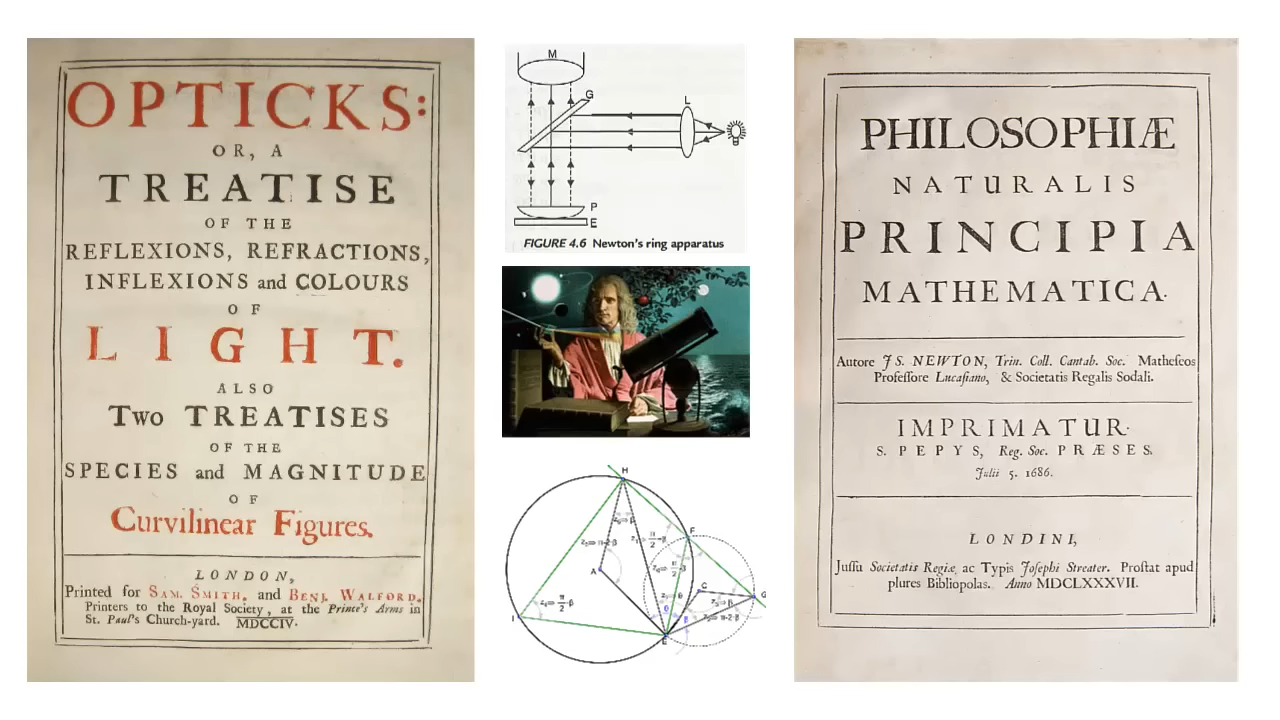 OPTICKS:
OR, A
TREATISE
OF THE
REFLEXIONS, REFRACTIONS,
INFLEXIONS and COLOURS
OF
LIGHT.
ALSO
Two TREATISES
OF THE
SPECIES and MAGNITUDE
OF
Curvilinear Figures.
LONDON,
Printed for SAM. SMITH, and BENJ. WALFORD,
Printers to the Royal Society, at the Prince's Arms in
St. Paul's Church-yard. MDCCIV.
M
G
L
P
E
FIGURE 4.6 Newton's ring apparatus
H
F
A
C
G
I
E
PHILOSOPHIÆ
NATURALIS
PRINCIPIA
MATHEMATICA.
Autore JS. NEWTON, Trin. Coll. Cantab. Soc. Matheseos
Professore Lucasiano, & Societatis Regalis Sodali.
IMPRIMATUR.
S. PEPYS, Reg. Soc. PRÆSES.
Julii 5. 1686.
LONDINI,
Jussu Societatis Regiæ ac Typis Josephi Streater. Prostat apud
plures Bibliopolas. Anno MDCLXXXVII.